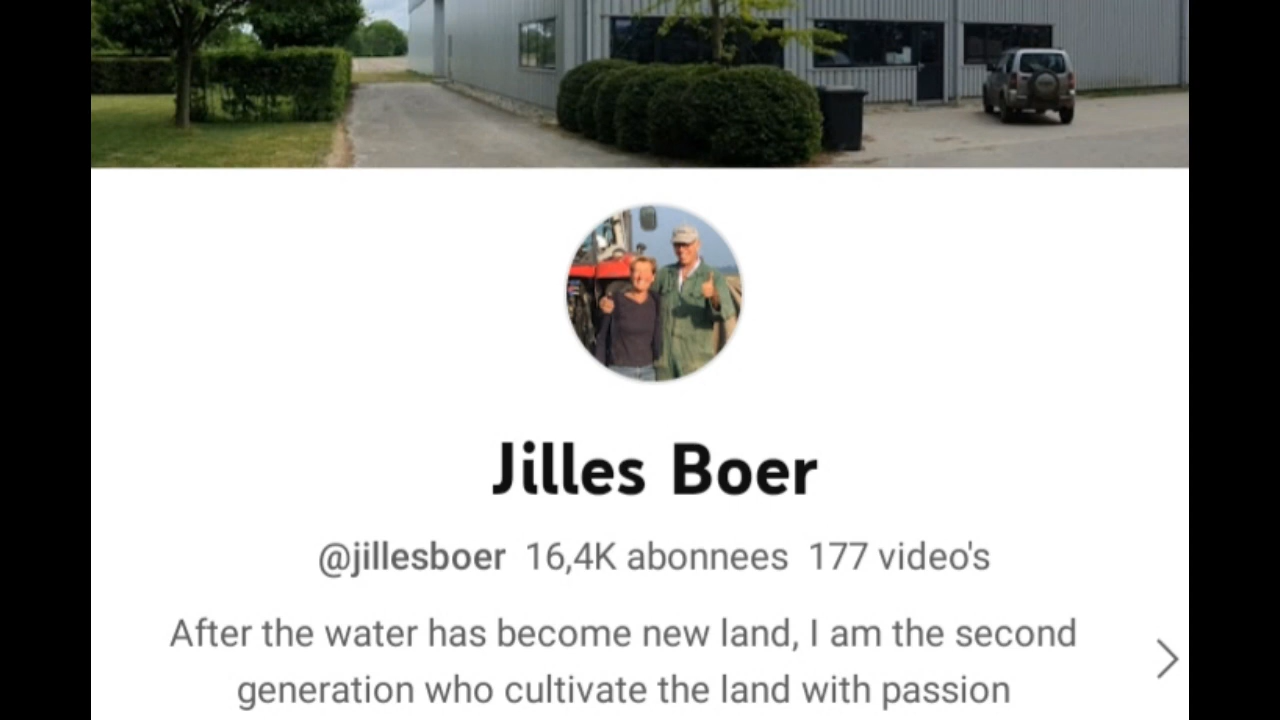 Jilles Boer
@jillesboer 16,4K abonnees 177 video's
After the water has become new land, I am the second
generation who cultivate the land with passion